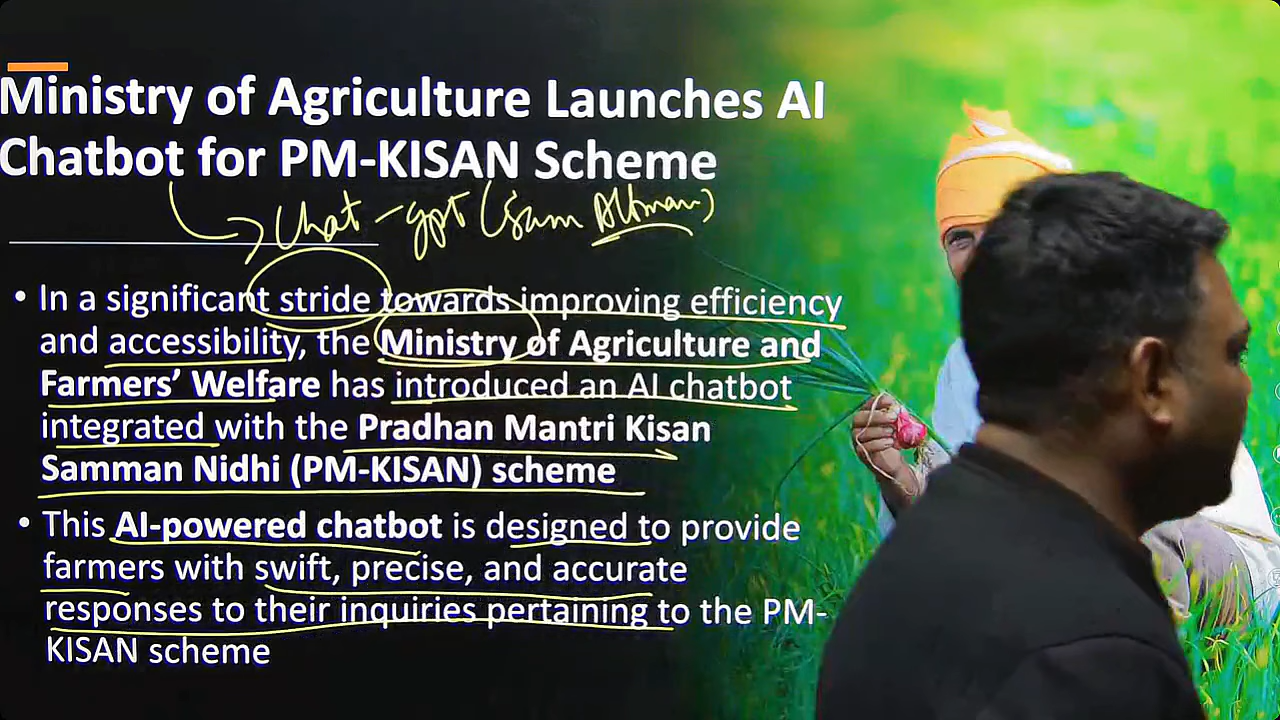 Ministry of Agriculture Launches AI
Chatbot for PM-KISAN Scheme
Chat-gpt (Sam Altman)
• In a significant stride towards improving efficiency
and accessibility, the Ministry of Agriculture and
Farmers’ Welfare has introduced an AI chatbot
integrated with the Pradhan Mantri Kisan
Samman Nidhi (PM-KISAN) scheme
• This AI-powered chatbot is designed to provide
farmers with swift, precise, and accurate
responses to their inquiries pertaining to the PM-
KISAN scheme